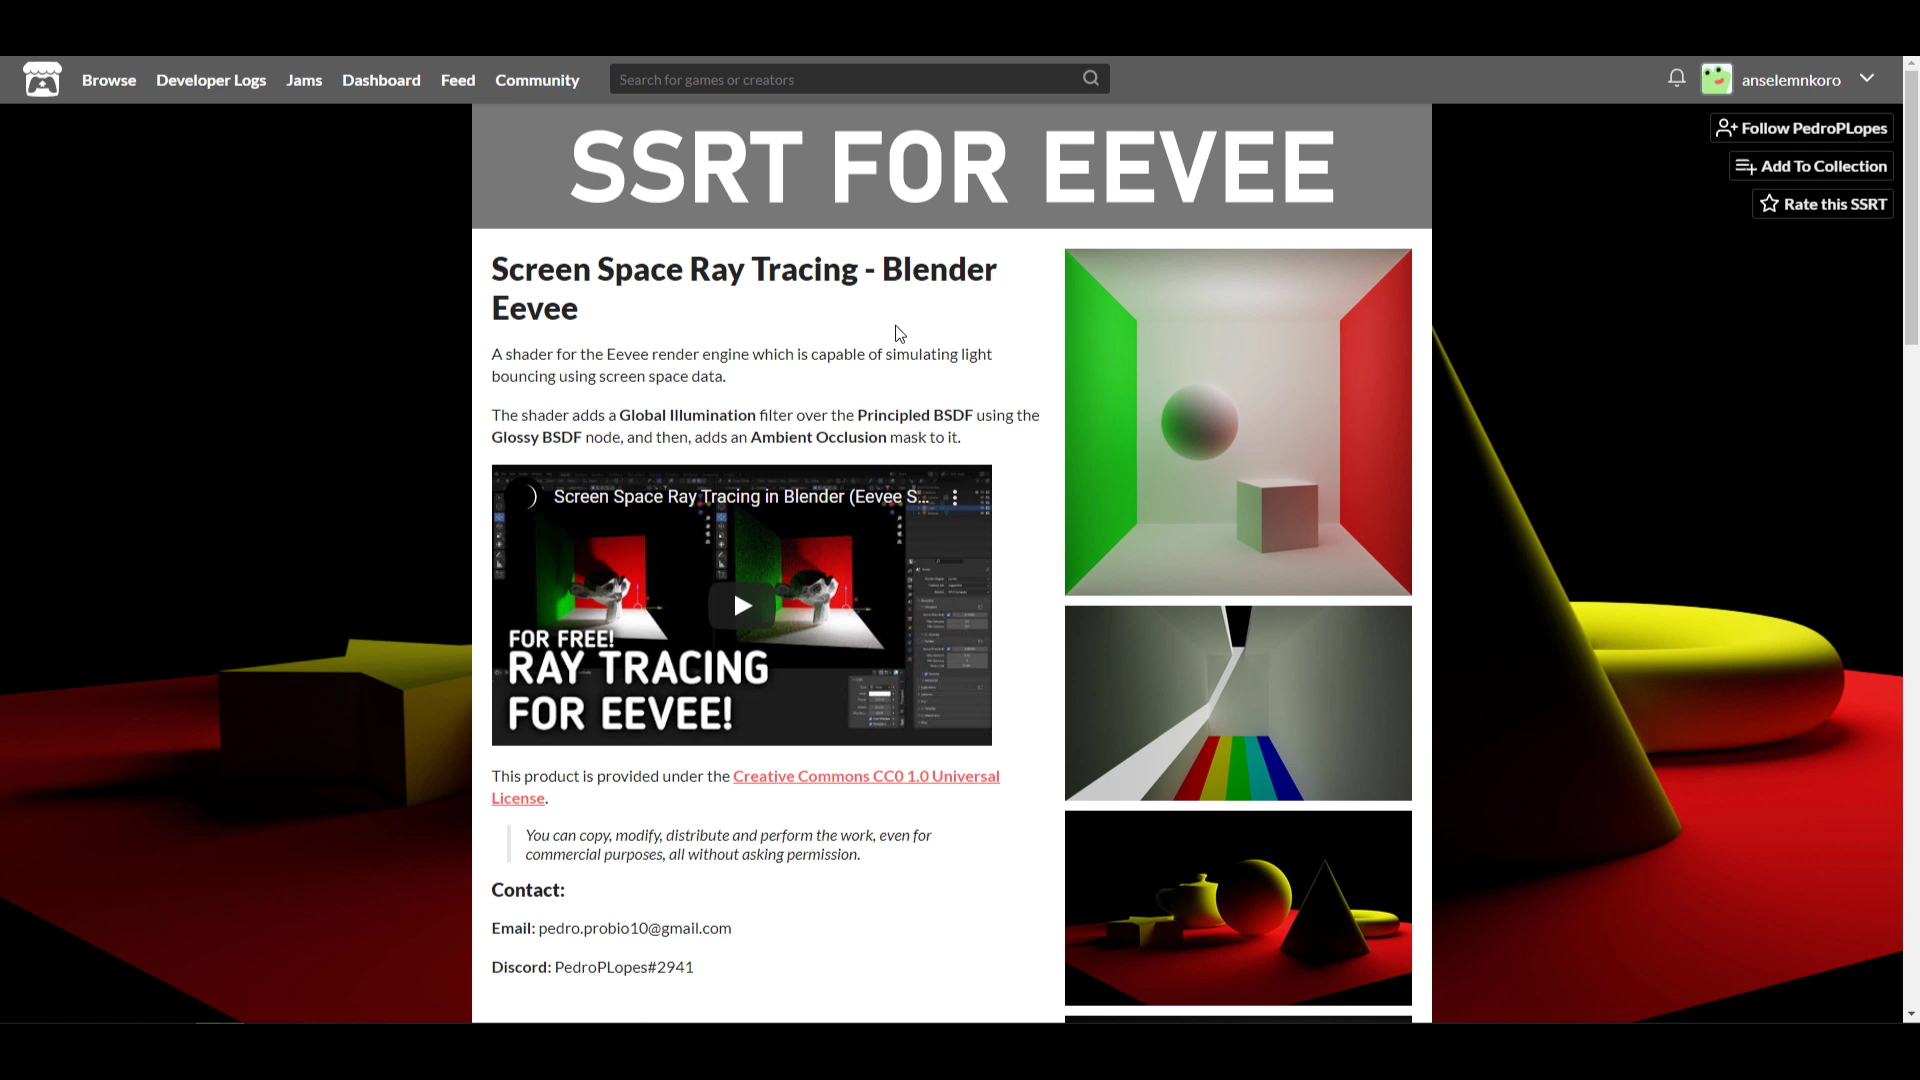 Browse Developer Logs Jams Dashboard Feed Community Search for games or creators anselemnkoro
Follow PedroPLopes
Add To Collection
Rate this SSRT
SSRT FOR EEVEE
Screen Space Ray Tracing - Blender
Eevee
A shader for the Eevee render engine which is capable of simulating light
bouncing using screen space data.
The shader adds a Global Illumination filter over the Principled BSDF using the
Glossy BSDF node, and then, adds an Ambient Occlusion mask to it.
Screen Space Ray Tracing in Blender (Eevee S...
FOR FREE!
RAY TRACING
FOR EEVEE!
This product is provided under the Creative Commons CC0 1.0 Universal
License.
You can copy, modify, distribute and perform the work, even for
commercial purposes, all without asking permission.
Contact:
Email: pedro.probio10@gmail.com
Discord: PedroPLopes#2941